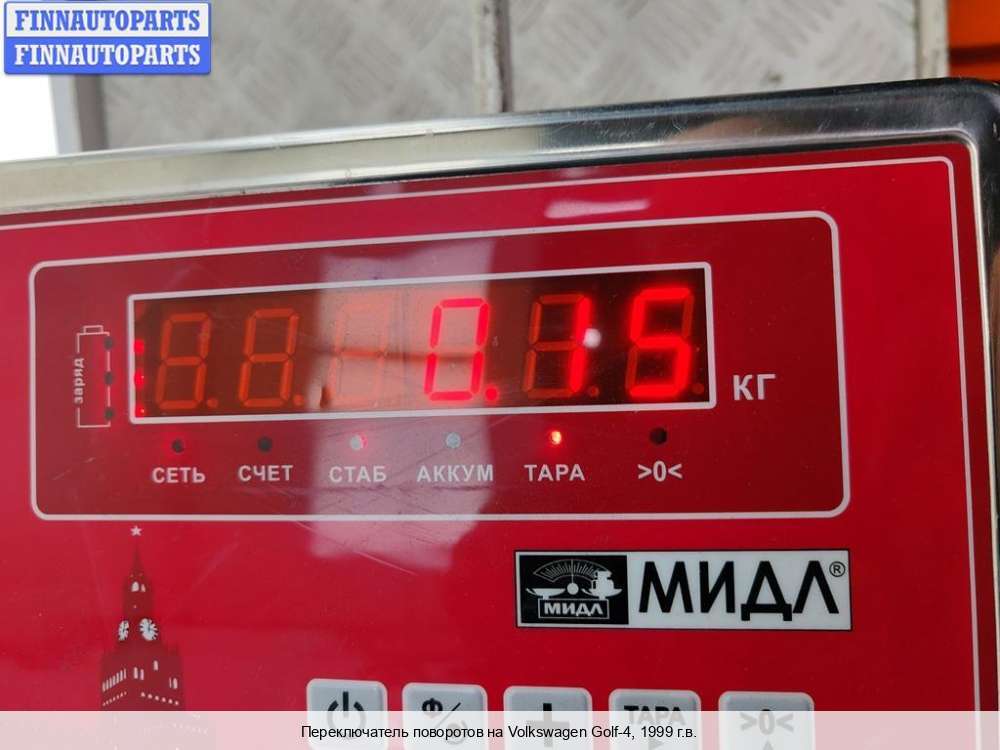 FINNAUTOPARTS
FINNAUTOPARTS
заряд
0.15
КГ
СЕТЬ СЧЕТ СТАБ АККУМ ТАРА >0<
МИДЛ МИДЛ®
Ф/С + ТАРА >0<
Переключатель поворотов на Volkswagen Golf-4, 1999 г.в.